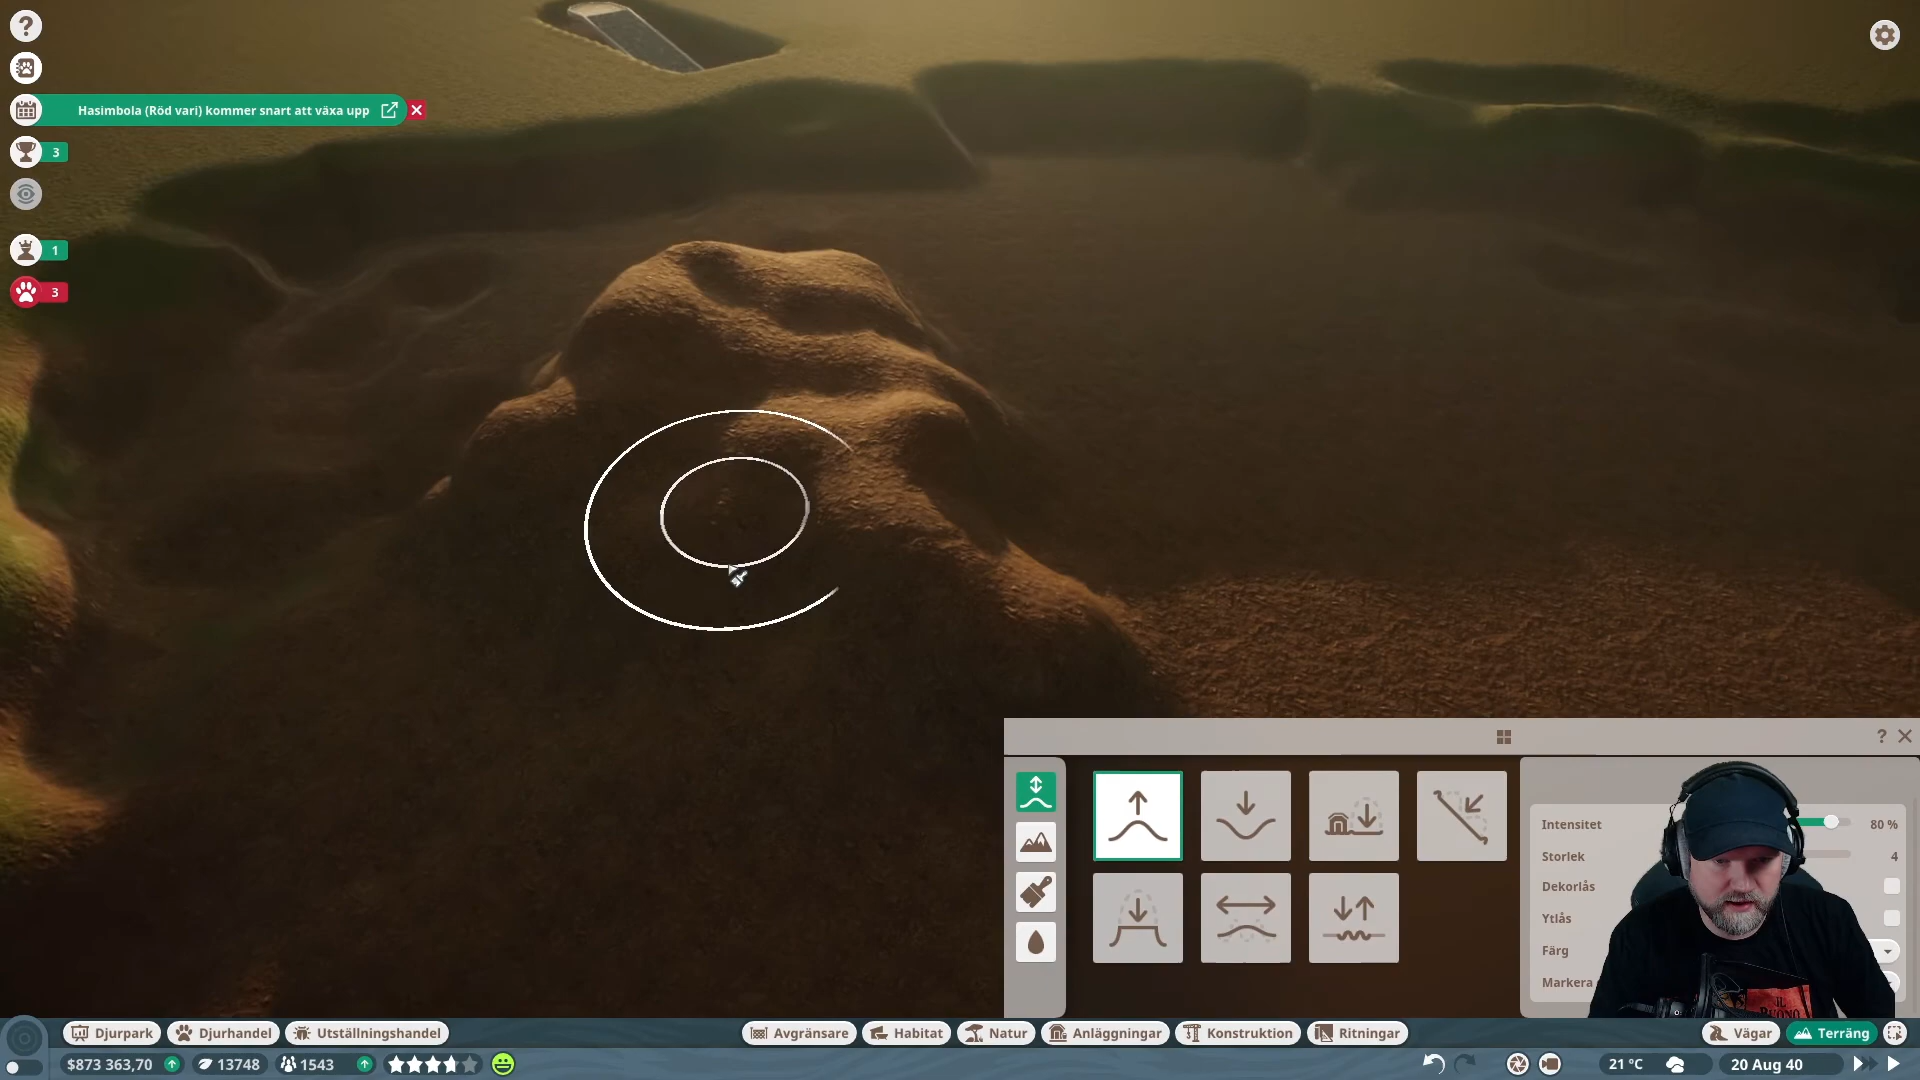 ?
Hasimbola (Röd vari) kommer snart att växa upp
3
1
3
?
Intensitet
80 %
Storlek
4
Dekorlås
Ytlås
Färg
Markera
IL
Djurpark
Djurhandel
Utställningshandel
Avgränsare
Habitat
Natur
Anläggningar
Konstruktion
Ritningar
Vägar
Terräng
$873 363,70
13748
1543
21 °C
20 Aug 40